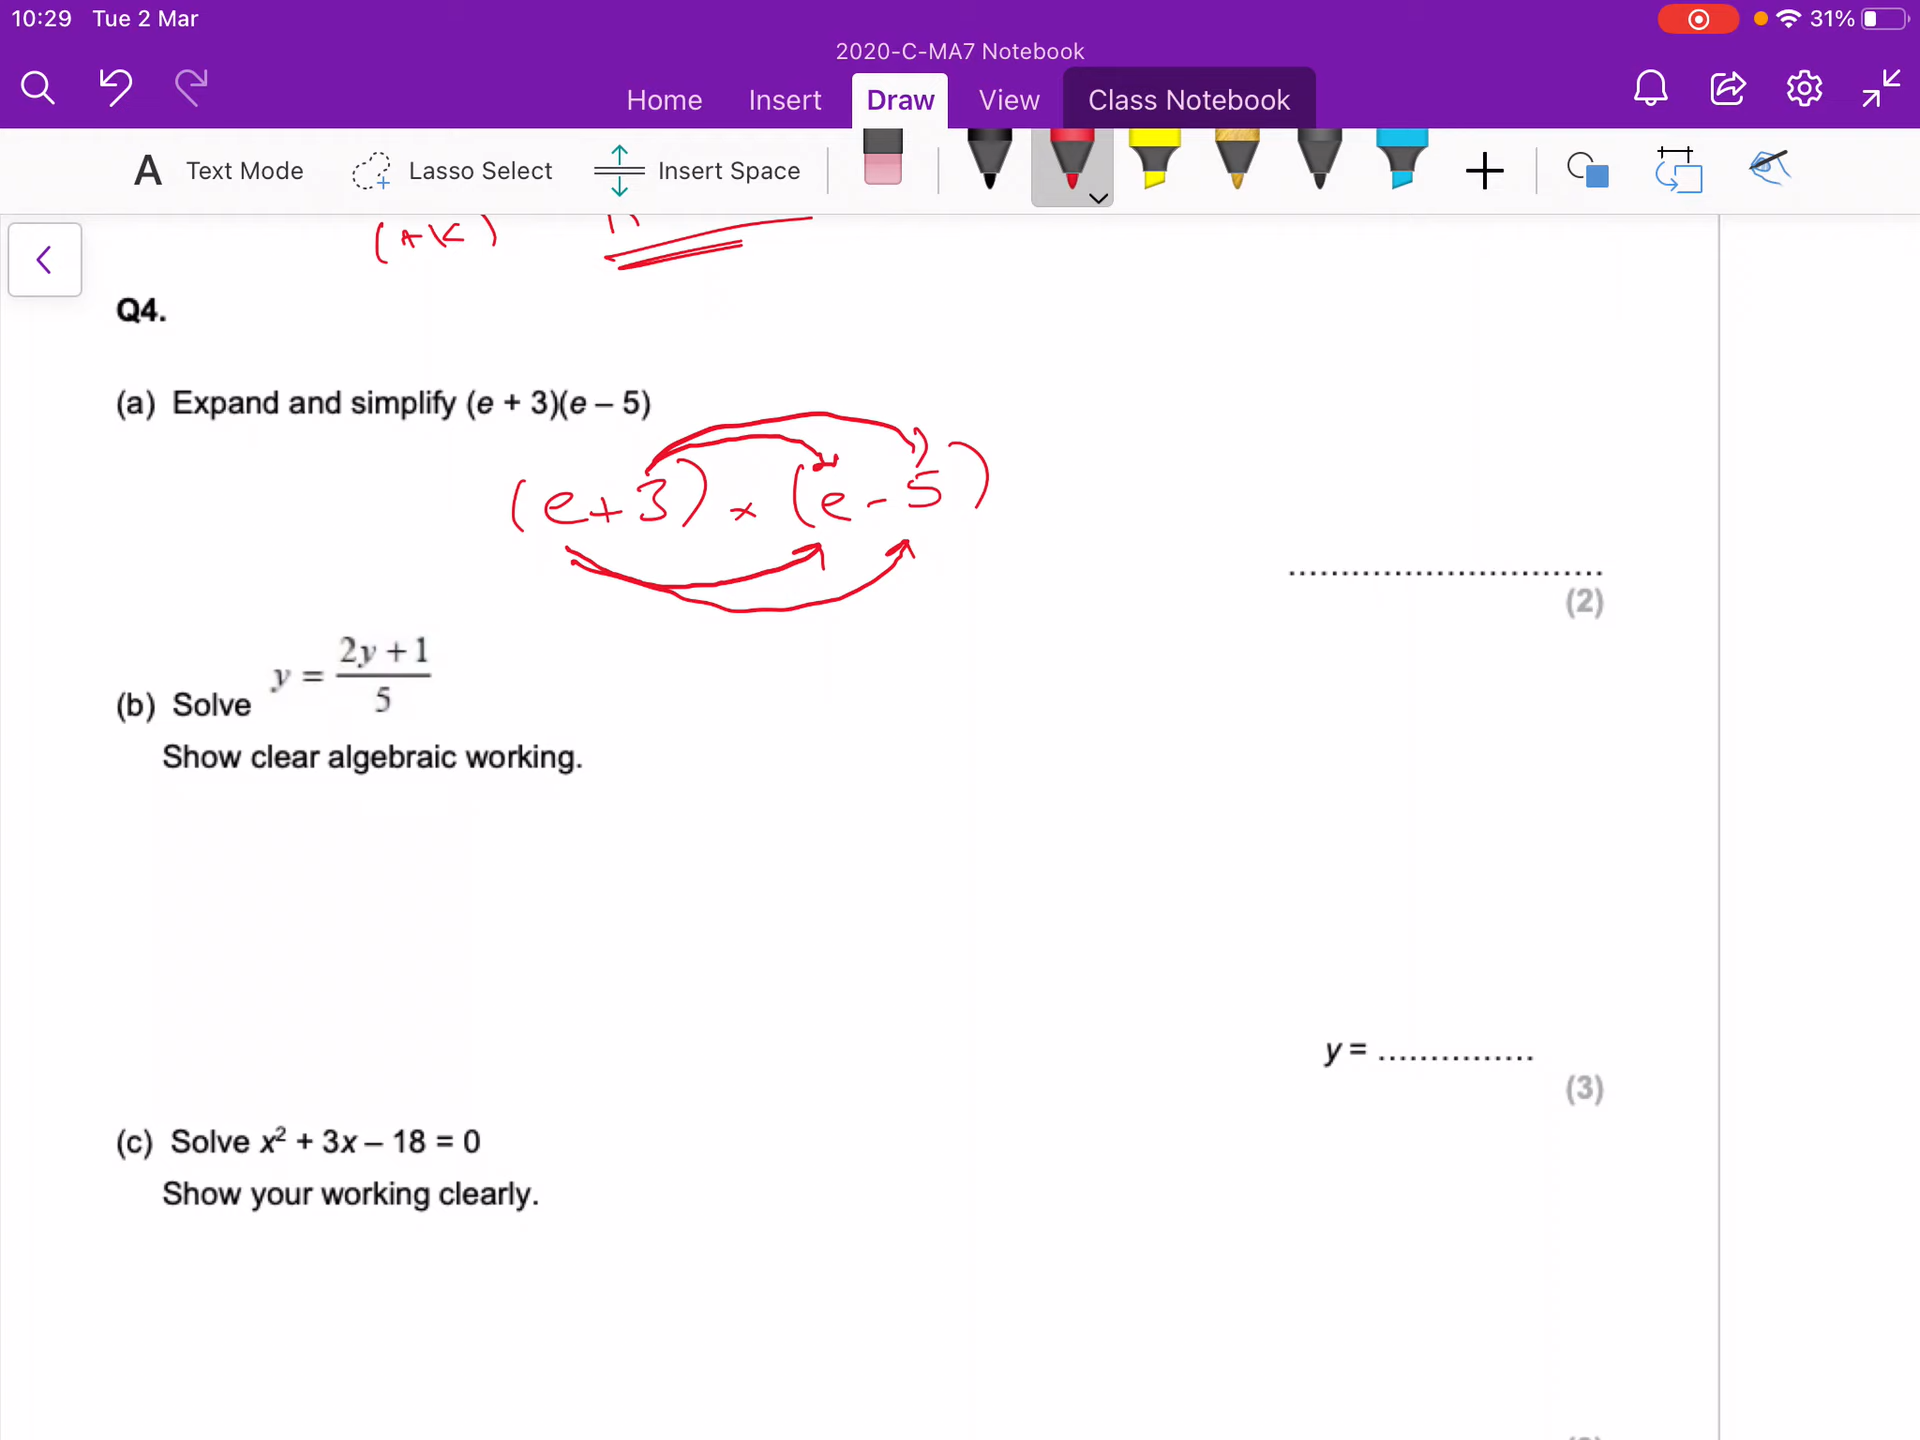 10:29 Tue 2 Mar
31%
2020-C-MA7 Notebook
Home Insert Draw View Class Notebook
A Text Mode Lasso Select Insert Space
Q4.
(a) Expand and simplify (e + 3)(e – 5)
(e+3) × (e-5)
............................
(2)
(b) Solve y = \frac{2y+1}{5}
Show clear algebraic working.
y = ...............
(3)
(c) Solve x² + 3x – 18 = 0
Show your working clearly.